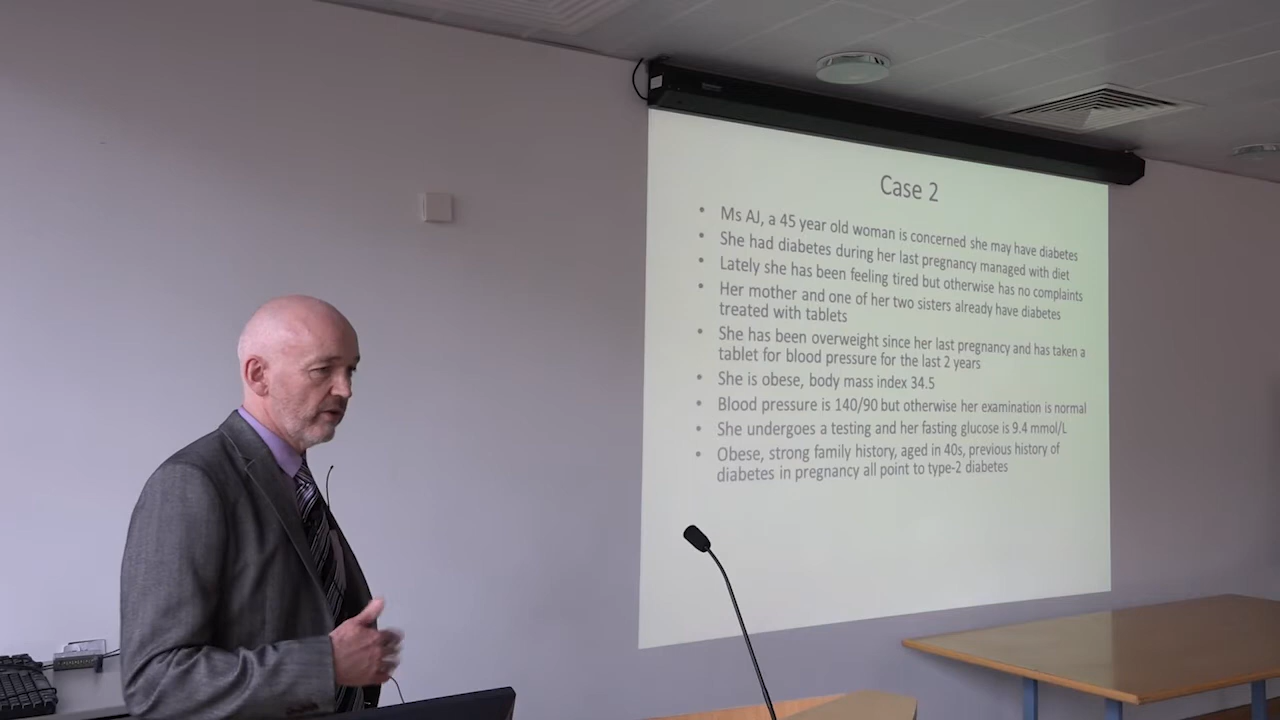 Case 2
• Ms AJ, a 45 year old woman is concerned she may have diabetes
• She had diabetes during her last pregnancy managed with diet
• Lately she has been feeling tired but otherwise has no complaints
• Her mother and one of her two sisters already have diabetes
treated with tablets
• She has been overweight since her last pregnancy and has taken a
tablet for blood pressure for the last 2 years
• She is obese, body mass index 34.5
• Blood pressure is 140/90 but otherwise her examination is normal
• She undergoes a testing and her fasting glucose is 9.4 mmol/L
• Obese, strong family history, aged in 40s, previous history of
diabetes in pregnancy all point to type-2 diabetes